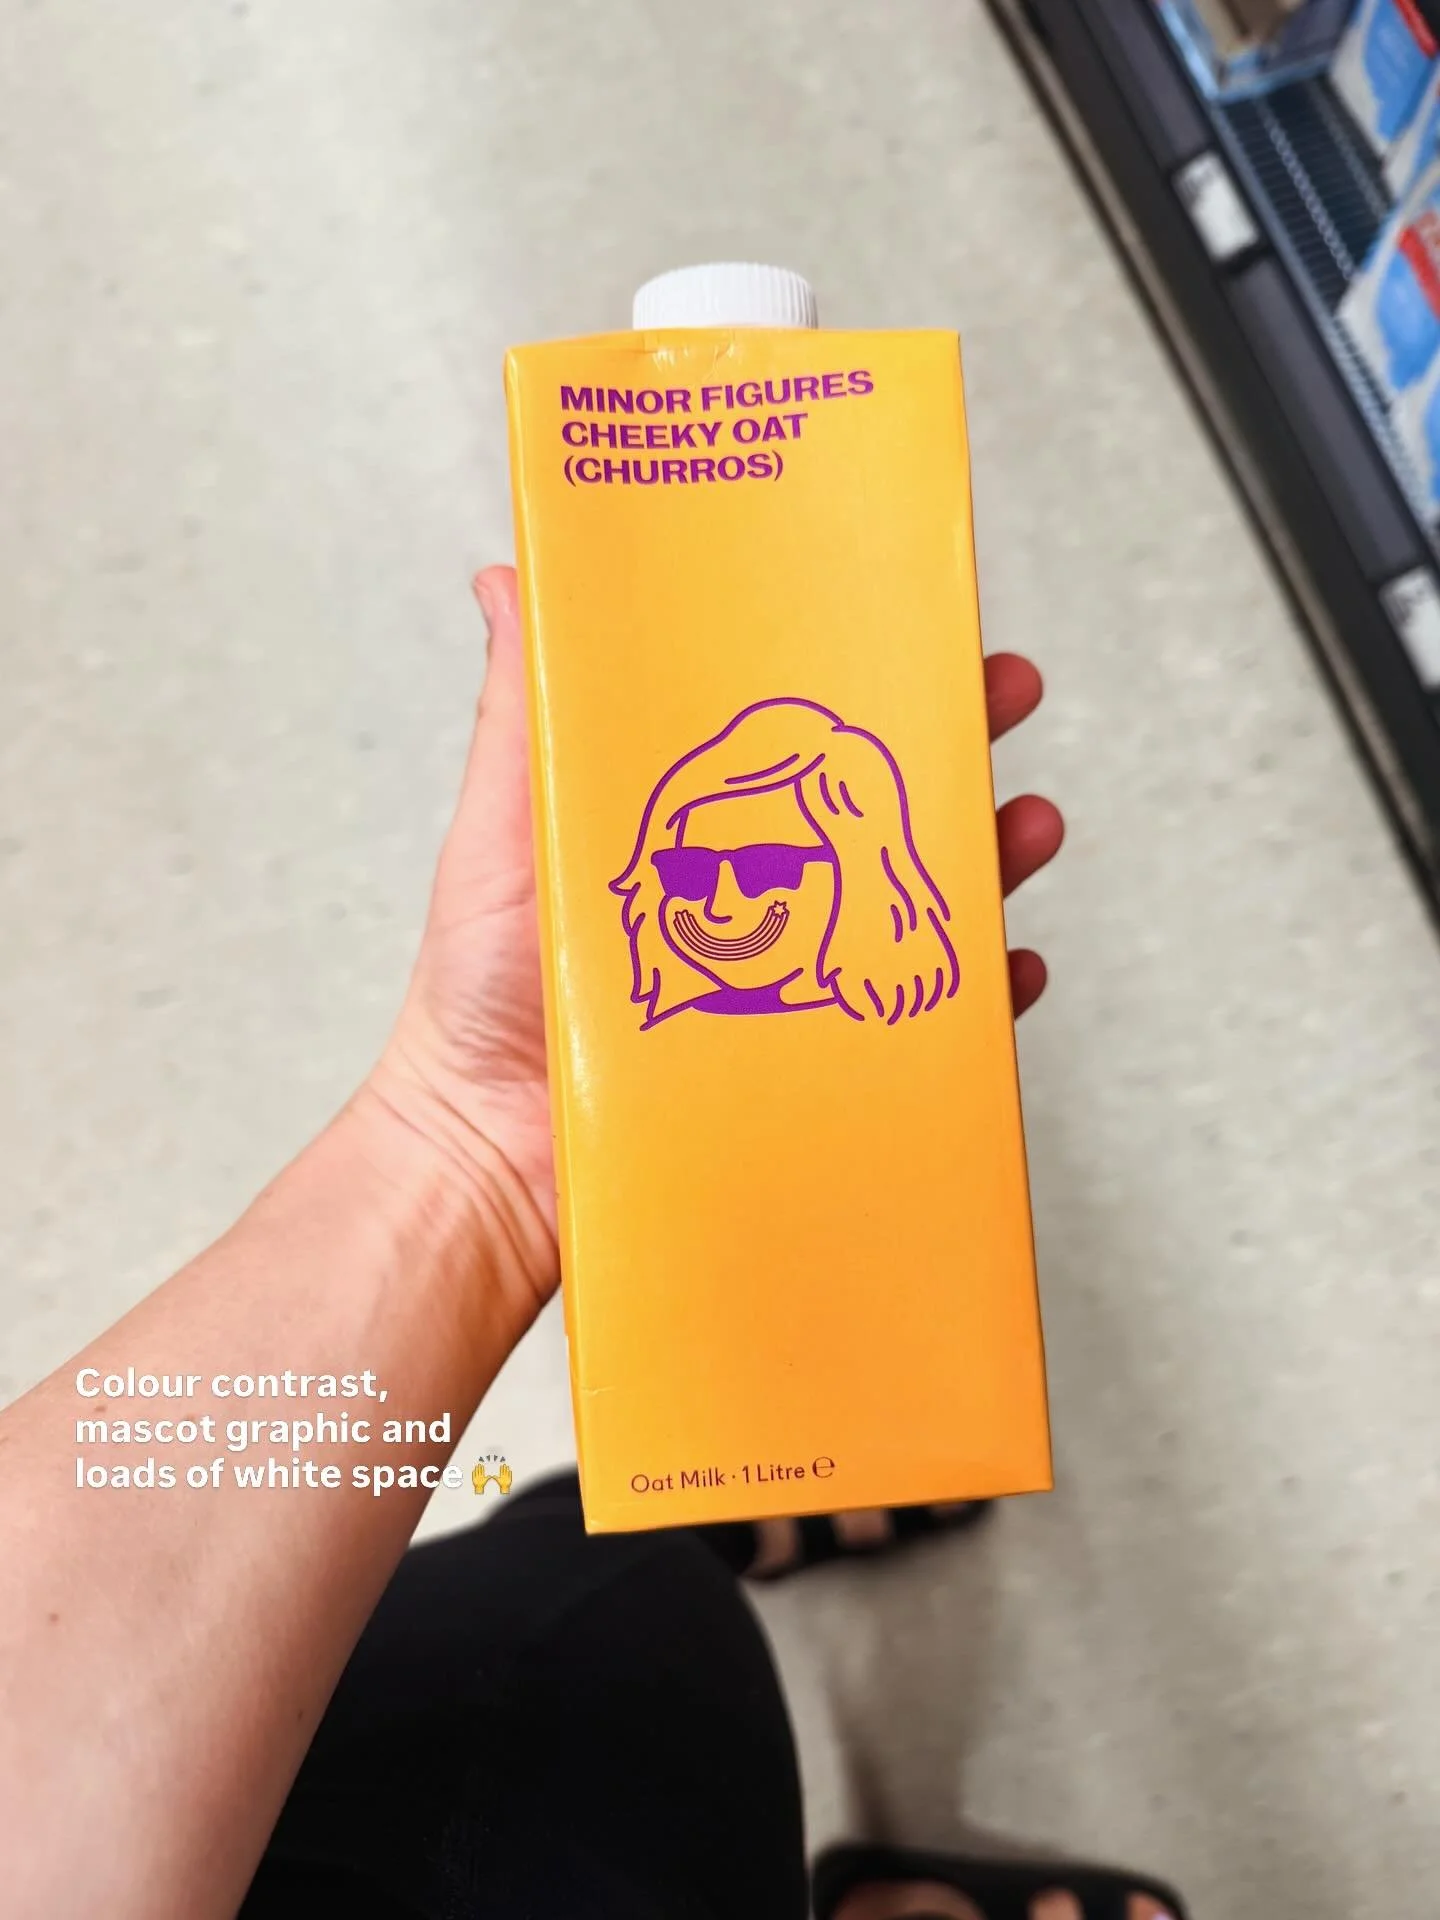 MINOR FIGURES
CHEEKY OAT
(CHURROS)
Colour contrast,
mascot graphic and
loads of white space 🙌
Oat Milk · 1 Litre ℮